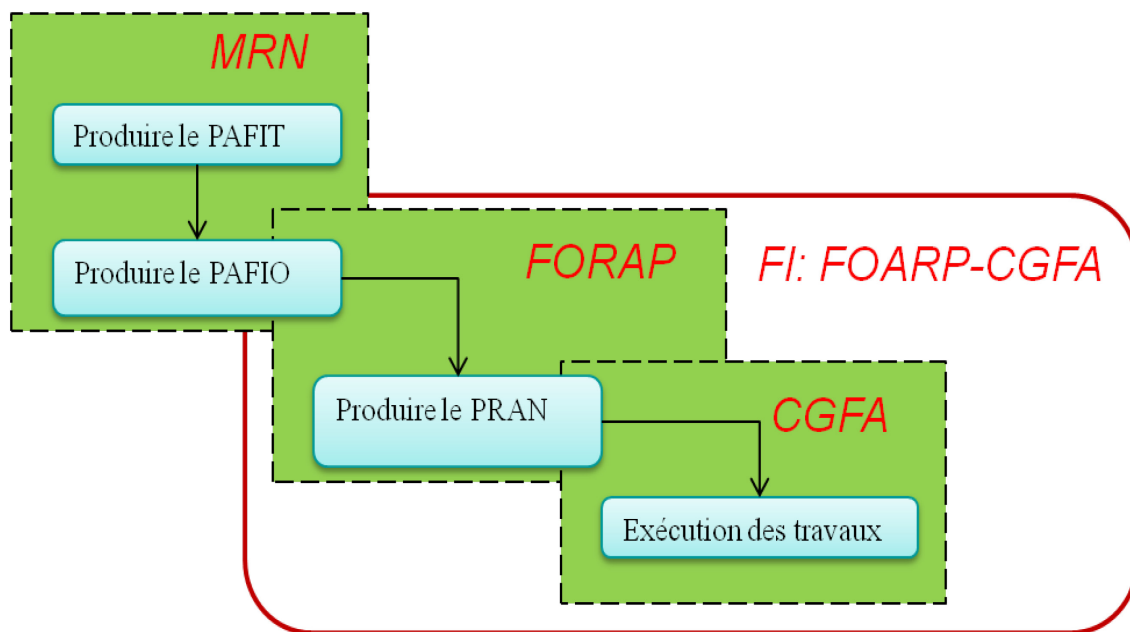 MRN
Produire le PAFIT
Produire le PAFIO
FORAP
FI: FOARP-CGFA
Produire le PRAN
CGFA
Exécution des travaux